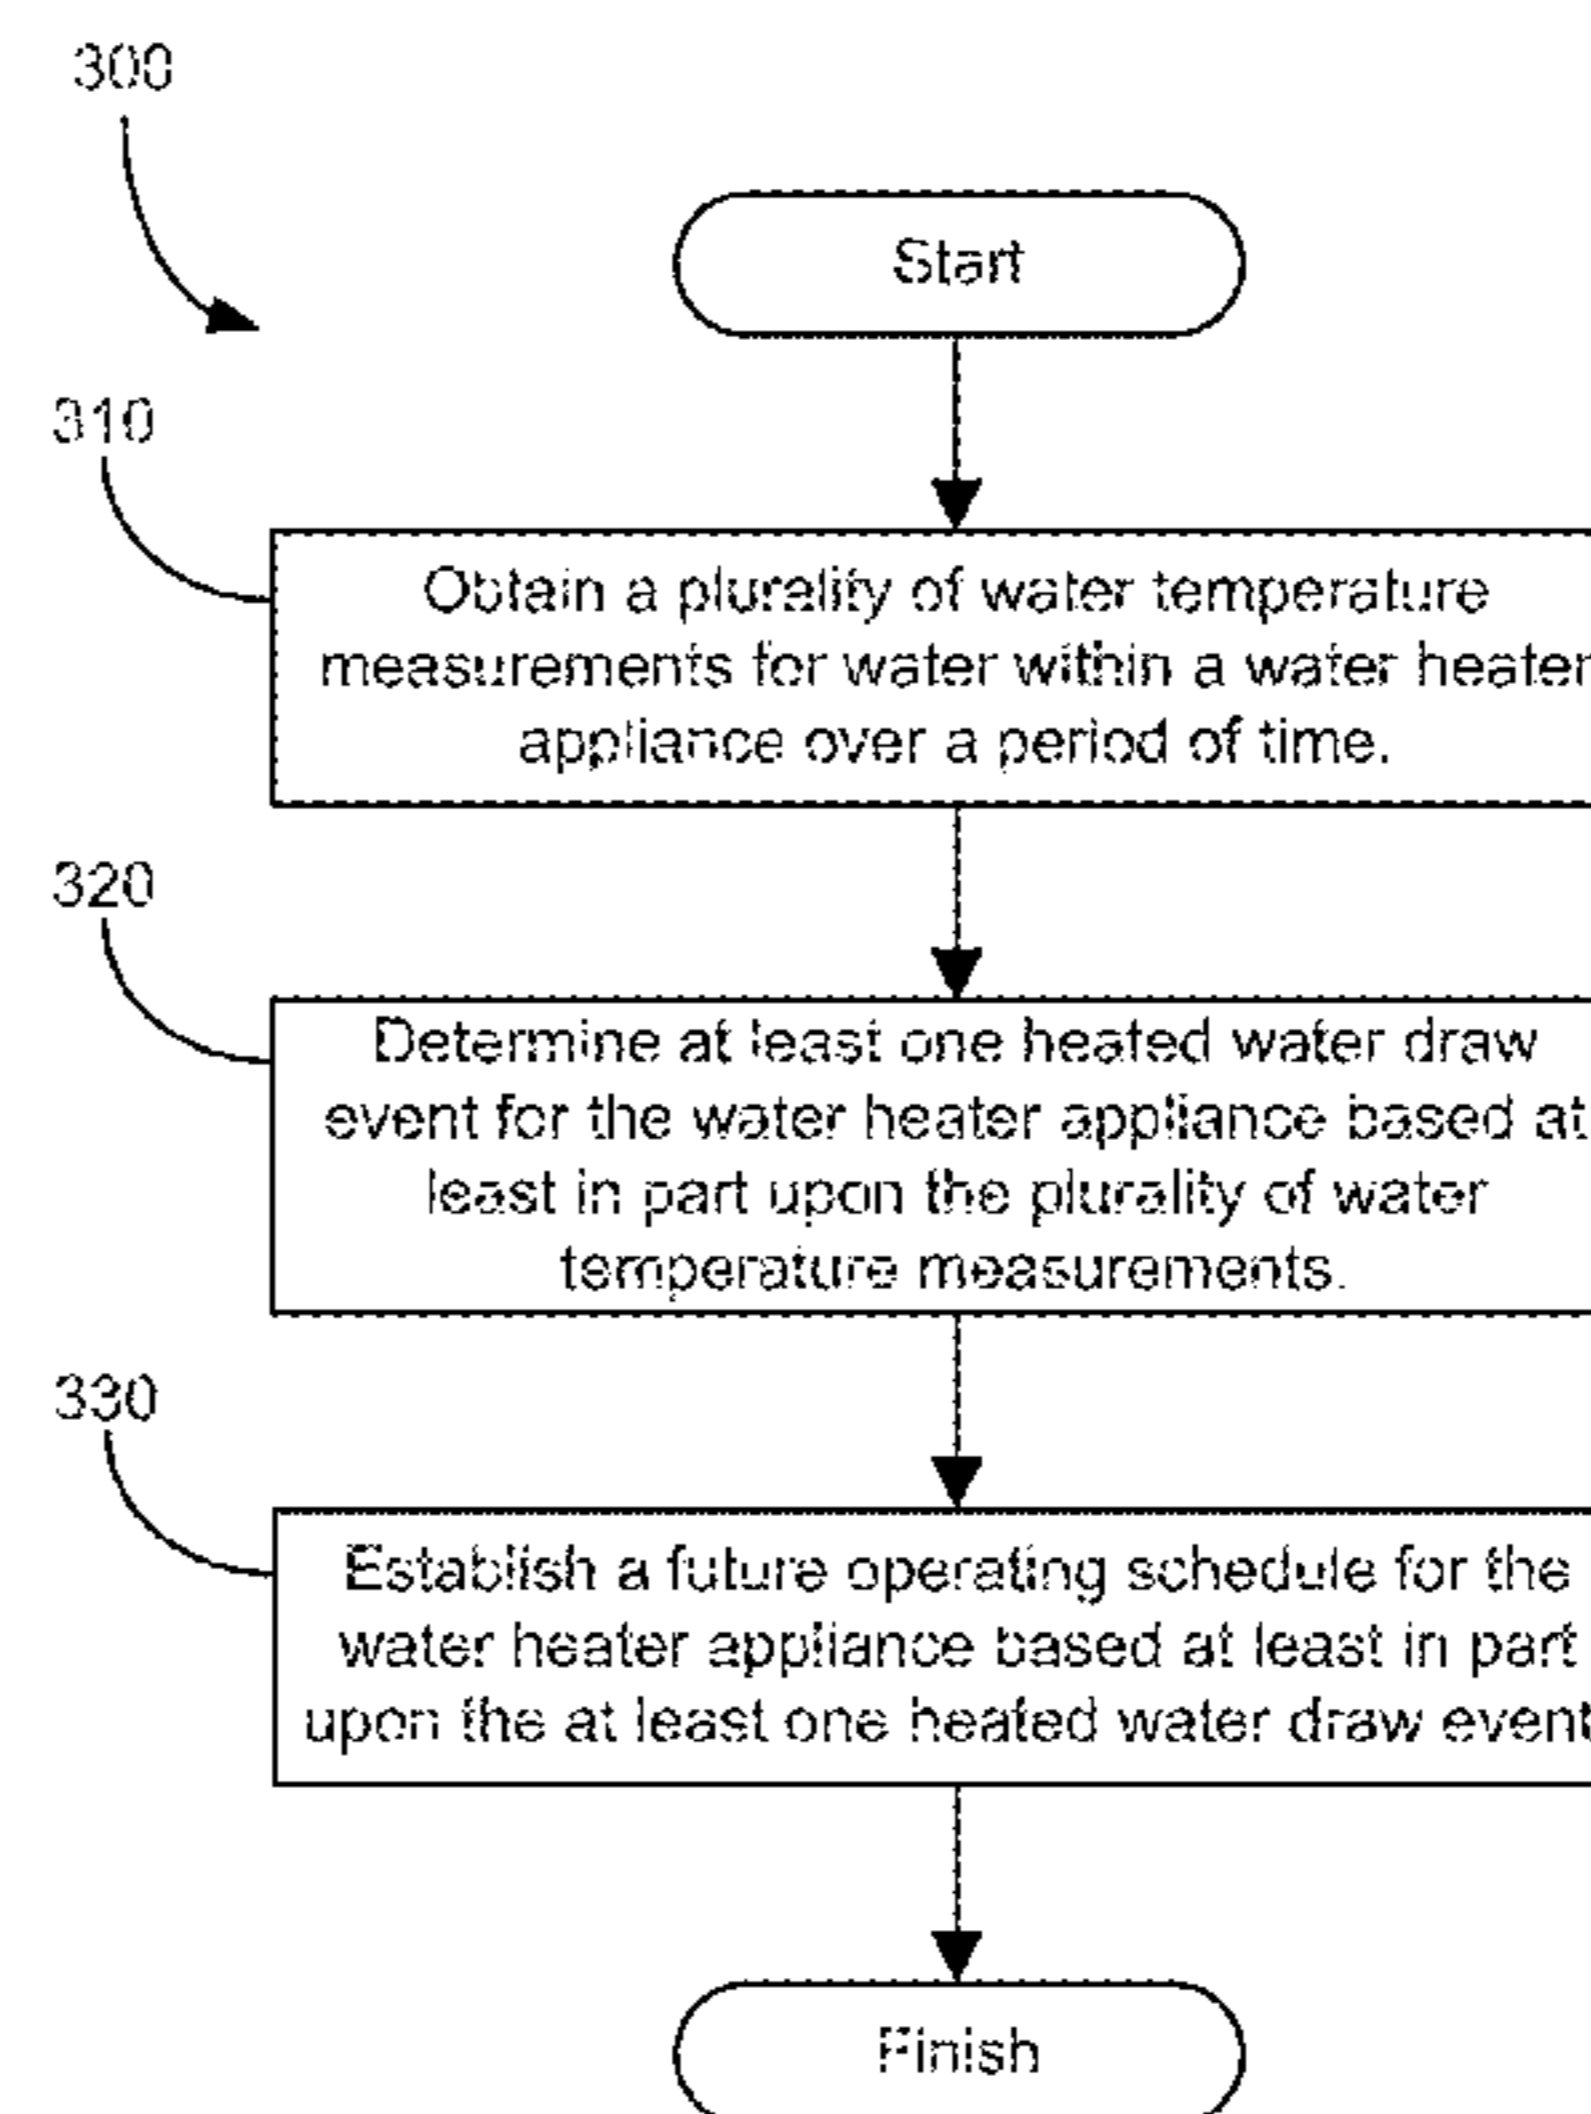 300
Start
310
Obtain a plurality of water temperature
measurements for water within a water heater
appliance over a period of time.
320
Determine at least one heated water draw
event for the water heater appliance based at
least in part upon the plurality of water
temperature measurements.
330
Establish a future operating schedule for the
water heater appliance based at least in part
upon the at least one heated water draw event
Finish